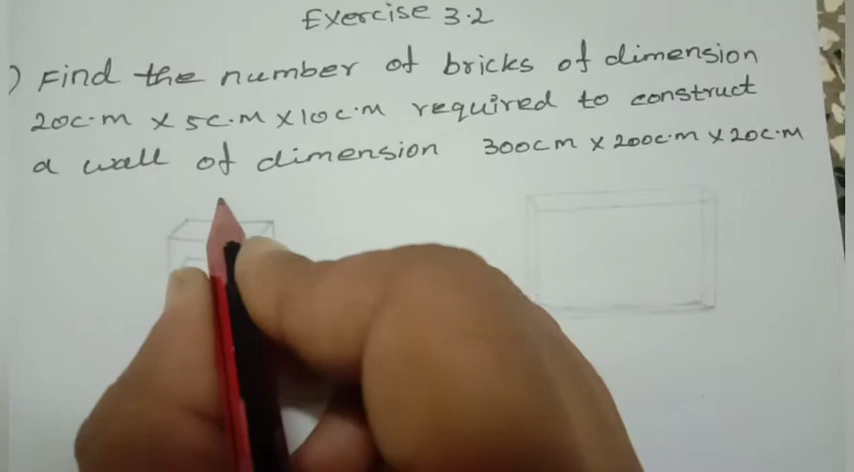 Exercise 3.2
) Find the number of bricks of dimension
20c.m x 5c.m x 10c.m required to construct
a wall of dimension 300cm x 200c.m x 20c.m